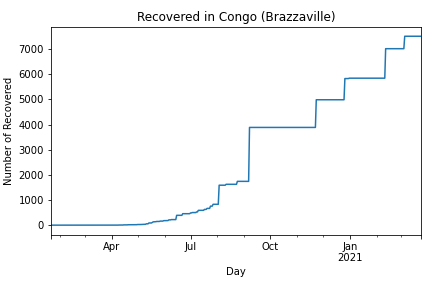 Recovered in Congo (Brazzaville)
Number of Recovered
7000
6000
5000
4000
3000
2000
1000
0
Apr
Jul
Oct
Jan
2021
Day